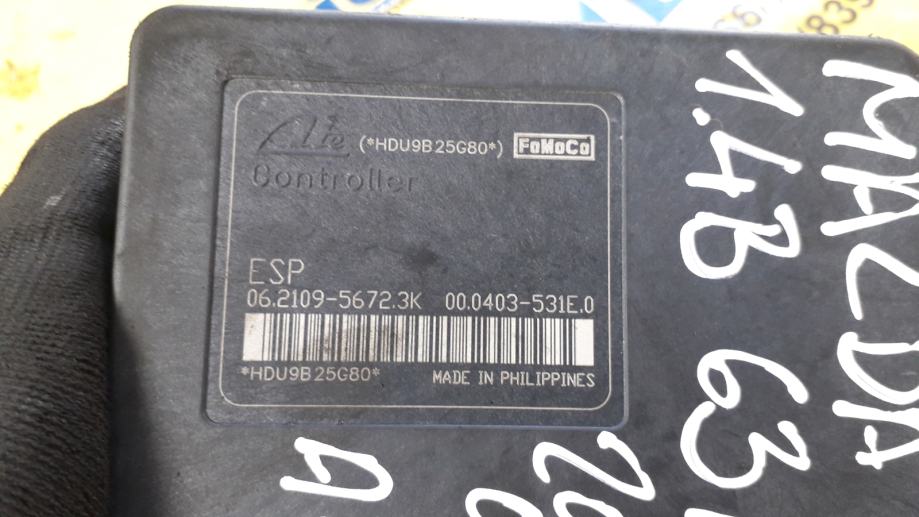 Ate (*HDU9B25G80*) FoMoCo
Controller
ESP
06.2109-5672.3K 00.0403-531E.0
*HDU9B25G80*
MADE IN PHILIPPINES
MAZDA
1.4B 63
A